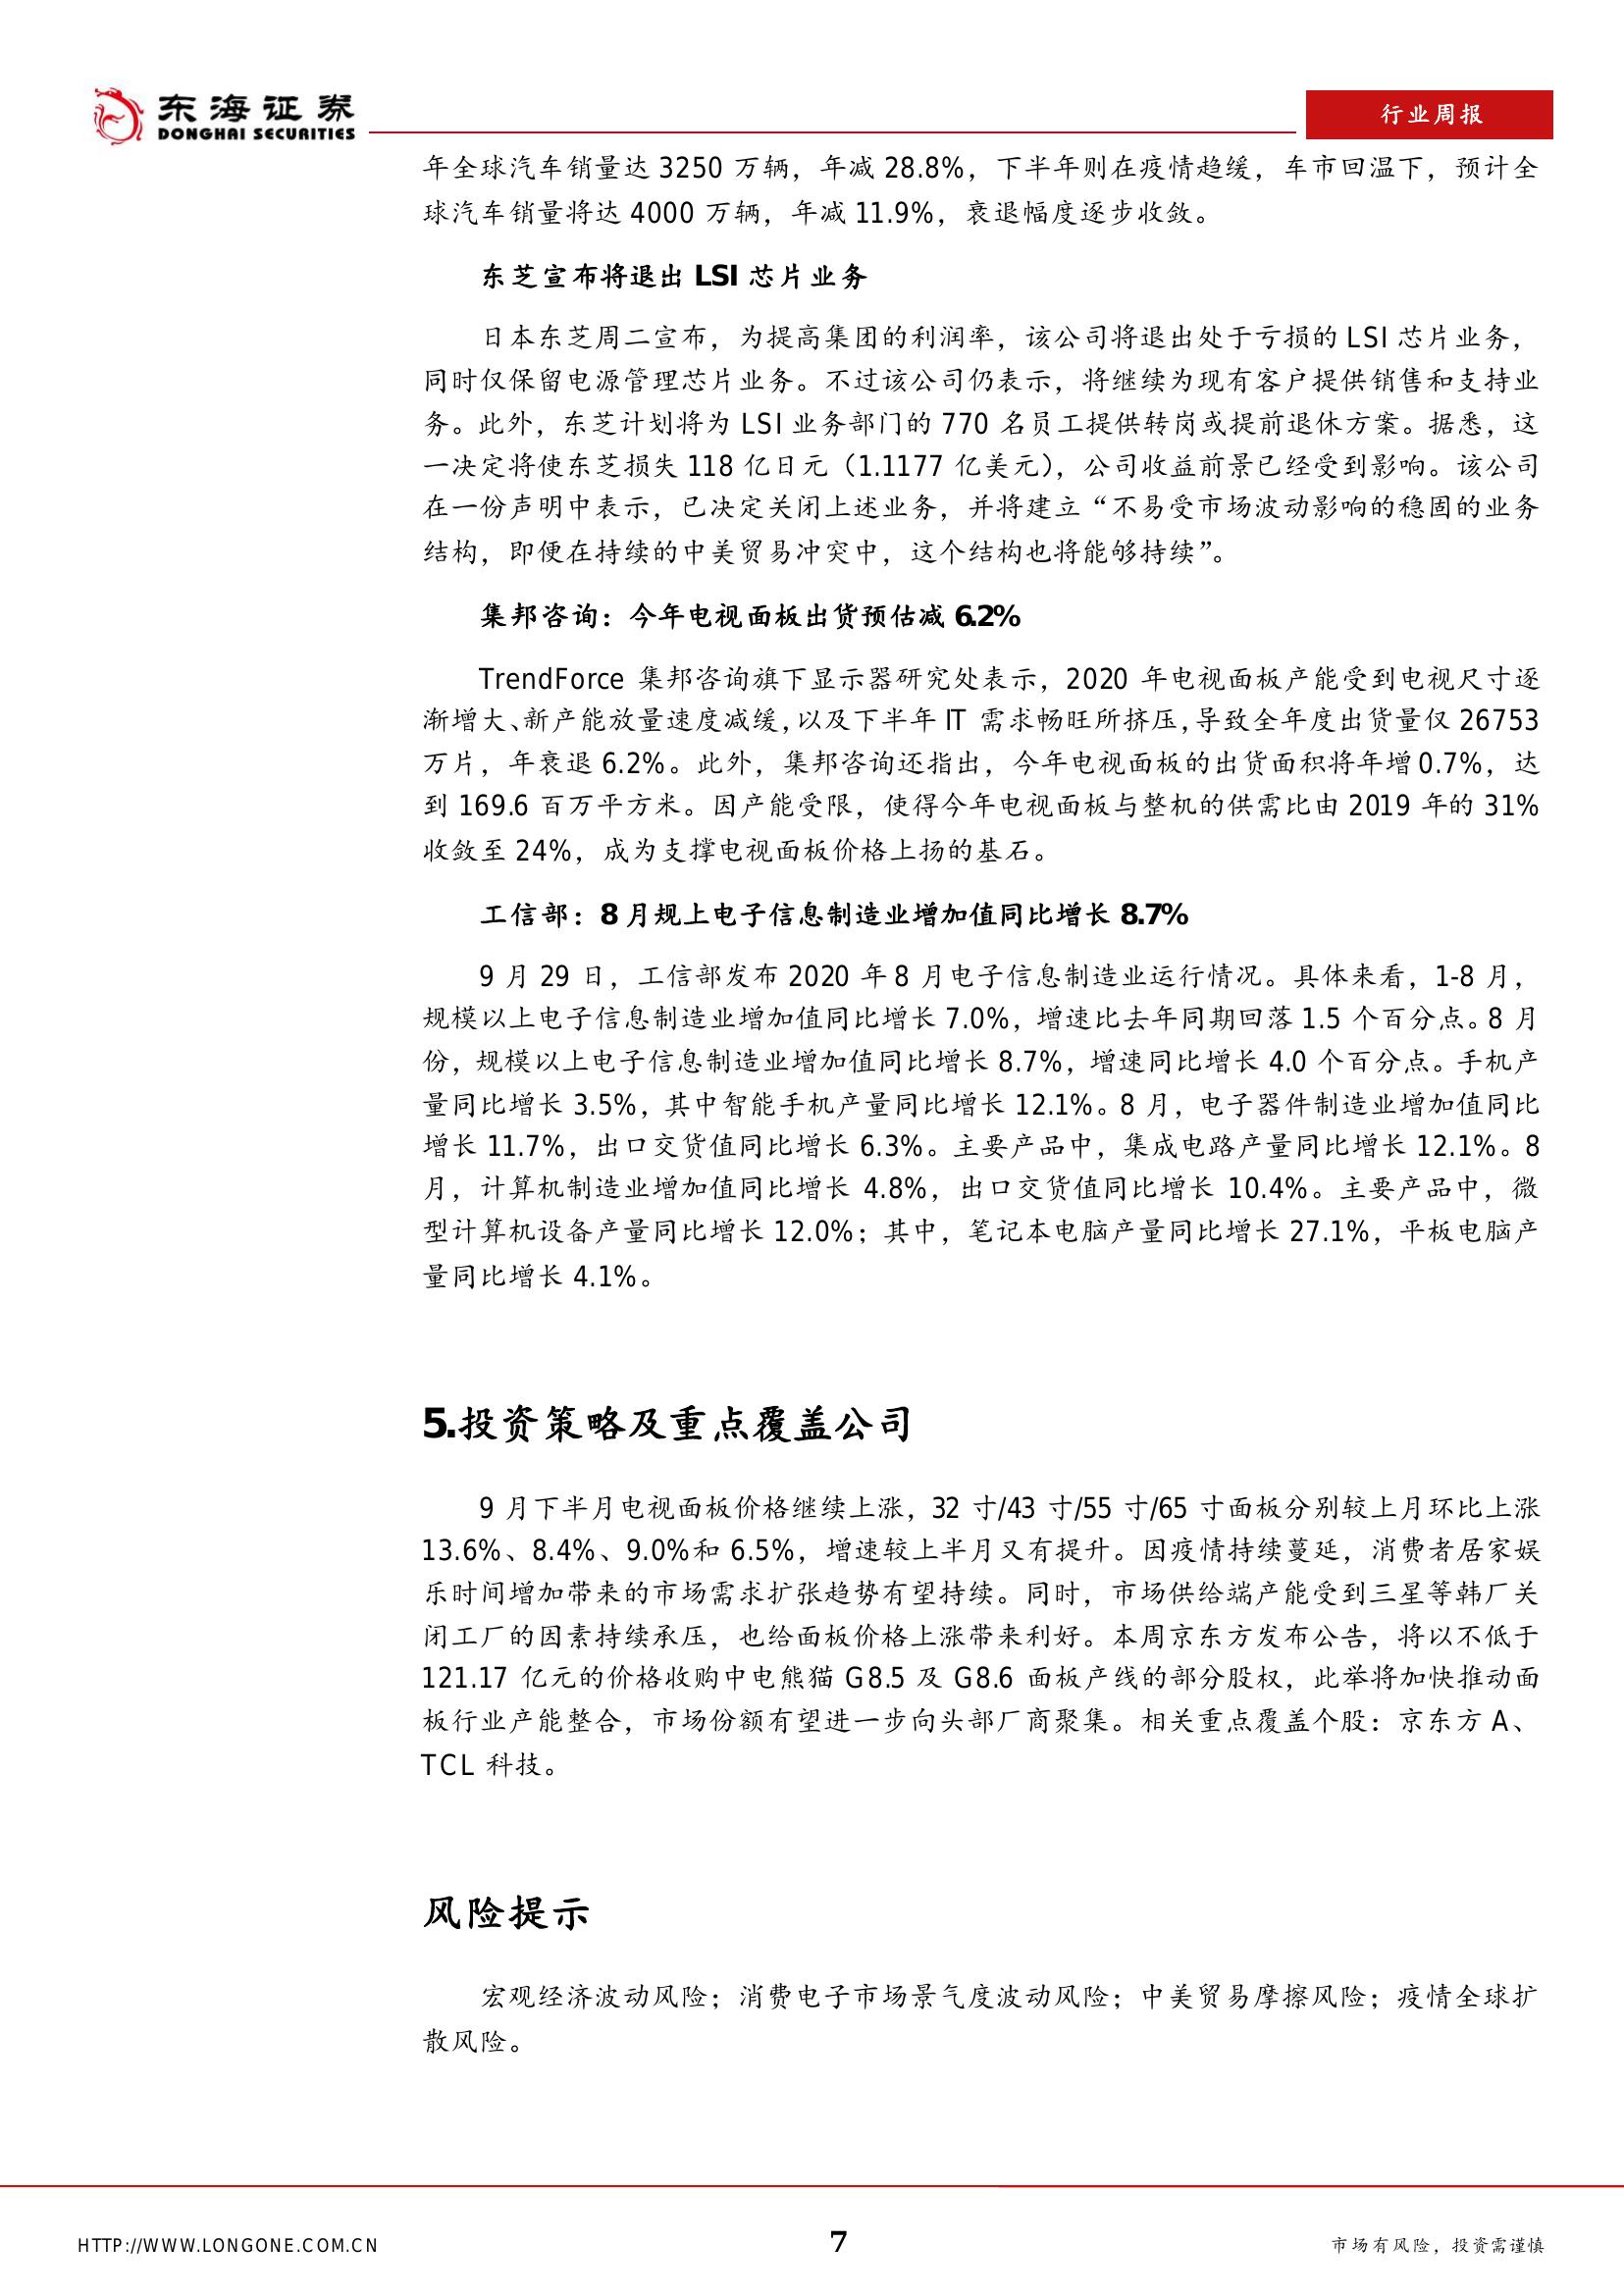 东海证券
DONGHAI SECURITIES
行业周报
年全球汽车销量达 3250 万辆，年减 28.8%，下半年则在疫情趋缓，车市回温下，预计全
球汽车销量将达 4000 万辆，年减 11.9%，衰退幅度逐步收敛。
东芝宣布将退出 LSI 芯片业务
日本东芝周二宣布，为提高集团的利润率，该公司将退出处于亏损的 LSI 芯片业务，
同时仅保留电源管理芯片业务。不过该公司仍表示，将继续为现有客户提供销售和支持业
务。此外，东芝计划将为 LSI 业务部门的 770 名员工提供转岗或提前退休方案。据悉，这
一决定将使东芝损失 118 亿日元（1.1177 亿美元），公司收益前景已经受到影响。该公司
在一份声明中表示，已决定关闭上述业务，并将建立“不易受市场波动影响的稳固的业务
结构，即便在持续的中美贸易冲突中，这个结构也将能够持续”。
集邦咨询：今年电视面板出货预估减 6.2%
TrendForce 集邦咨询旗下显示器研究处表示，2020 年电视面板产能受到电视尺寸逐
渐增大、新产能放量速度减缓，以及下半年 IT 需求畅旺所挤压，导致全年度出货量仅 26753
万片，年衰退 6.2%。此外，集邦咨询还指出，今年电视面板的出货面积将年增 0.7%，达
到 169.6 百万平方米。因产能受限，使得今年电视面板与整机的供需比由 2019 年的 31%
收敛至 24%，成为支撑电视面板价格上扬的基石。
工信部：8 月规上电子信息制造业增加值同比增长 8.7%
9 月 29 日，工信部发布 2020 年 8 月电子信息制造业运行情况。具体来看，1-8 月，
规模以上电子信息制造业增加值同比增长 7.0%，增速比去年同期回落 1.5 个百分点。8 月
份，规模以上电子信息制造业增加值同比增长 8.7%，增速同比增长 4.0 个百分点。手机产
量同比增长 3.5%，其中智能手机产量同比增长 12.1%。8 月，电子器件制造业增加值同比
增长 11.7%，出口交货值同比增长 6.3%。主要产品中，集成电路产量同比增长 12.1%。8
月，计算机制造业增加值同比增长 4.8%，出口交货值同比增长 10.4%。主要产品中，微
型计算机设备产量同比增长 12.0%；其中，笔记本电脑产量同比增长 27.1%，平板电脑产
量同比增长 4.1%。
5.投资策略及重点覆盖公司
9 月下半月电视面板价格继续上涨，32 寸/43 寸/55 寸/65 寸面板分别较上月环比上涨
13.6%、8.4%、9.0%和 6.5%，增速较上半月又有提升。因疫情持续蔓延，消费者居家娱
乐时间增加带来的市场需求扩张趋势有望持续。同时，市场供给端产能受到三星等韩厂关
闭工厂的因素持续承压，也给面板价格上涨带来利好。本周京东方发布公告，将以不低于
121.17 亿元的价格收购中电熊猫 G8.5 及 G8.6 面板产线的部分股权，此举将加快推动面
板行业产能整合，市场份额有望进一步向头部厂商聚集。相关重点覆盖个股：京东方 A、
TCL 科技。
风险提示
宏观经济波动风险；消费电子市场景气度波动风险；中美贸易摩擦风险；疫情全球扩
散风险。
HTTP://WWW.LONGONE.COM.CN
7
市场有风险，投资需谨慎